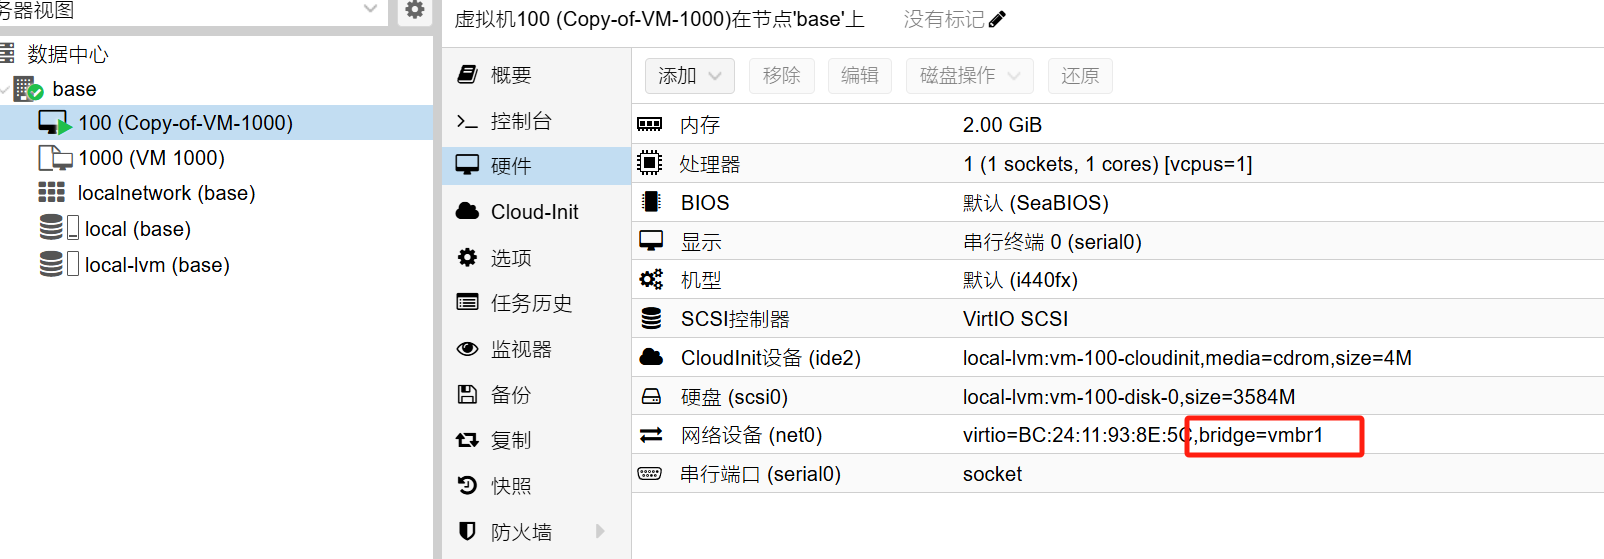 务器视图
数据中心
base
100 (Copy-of-VM-1000)
1000 (VM 1000)
localnetwork (base)
local (base)
local-lvm (base)
虚拟机100 (Copy-of-VM-1000)在节点'base'上 没有标记
概要
控制台
硬件
Cloud-Init
选项
任务历史
监视器
备份
复制
快照
防火墙
添加 移除 编辑 磁盘操作 还原
内存 2.00 GiB
处理器 1 (1 sockets, 1 cores) [vcpus=1]
BIOS 默认 (SeaBIOS)
显示 串行终端 0 (serial0)
机型 默认 (i440fx)
SCSI控制器 VirtIO SCSI
CloudInit设备 (ide2) local-lvm:vm-100-cloudinit,media=cdrom,size=4M
硬盘 (scsi0) local-lvm:vm-100-disk-0,size=3584M
网络设备 (net0) virtio=BC:24:11:93:8E:5C,bridge=vmbr1
串行端口 (serial0) socket